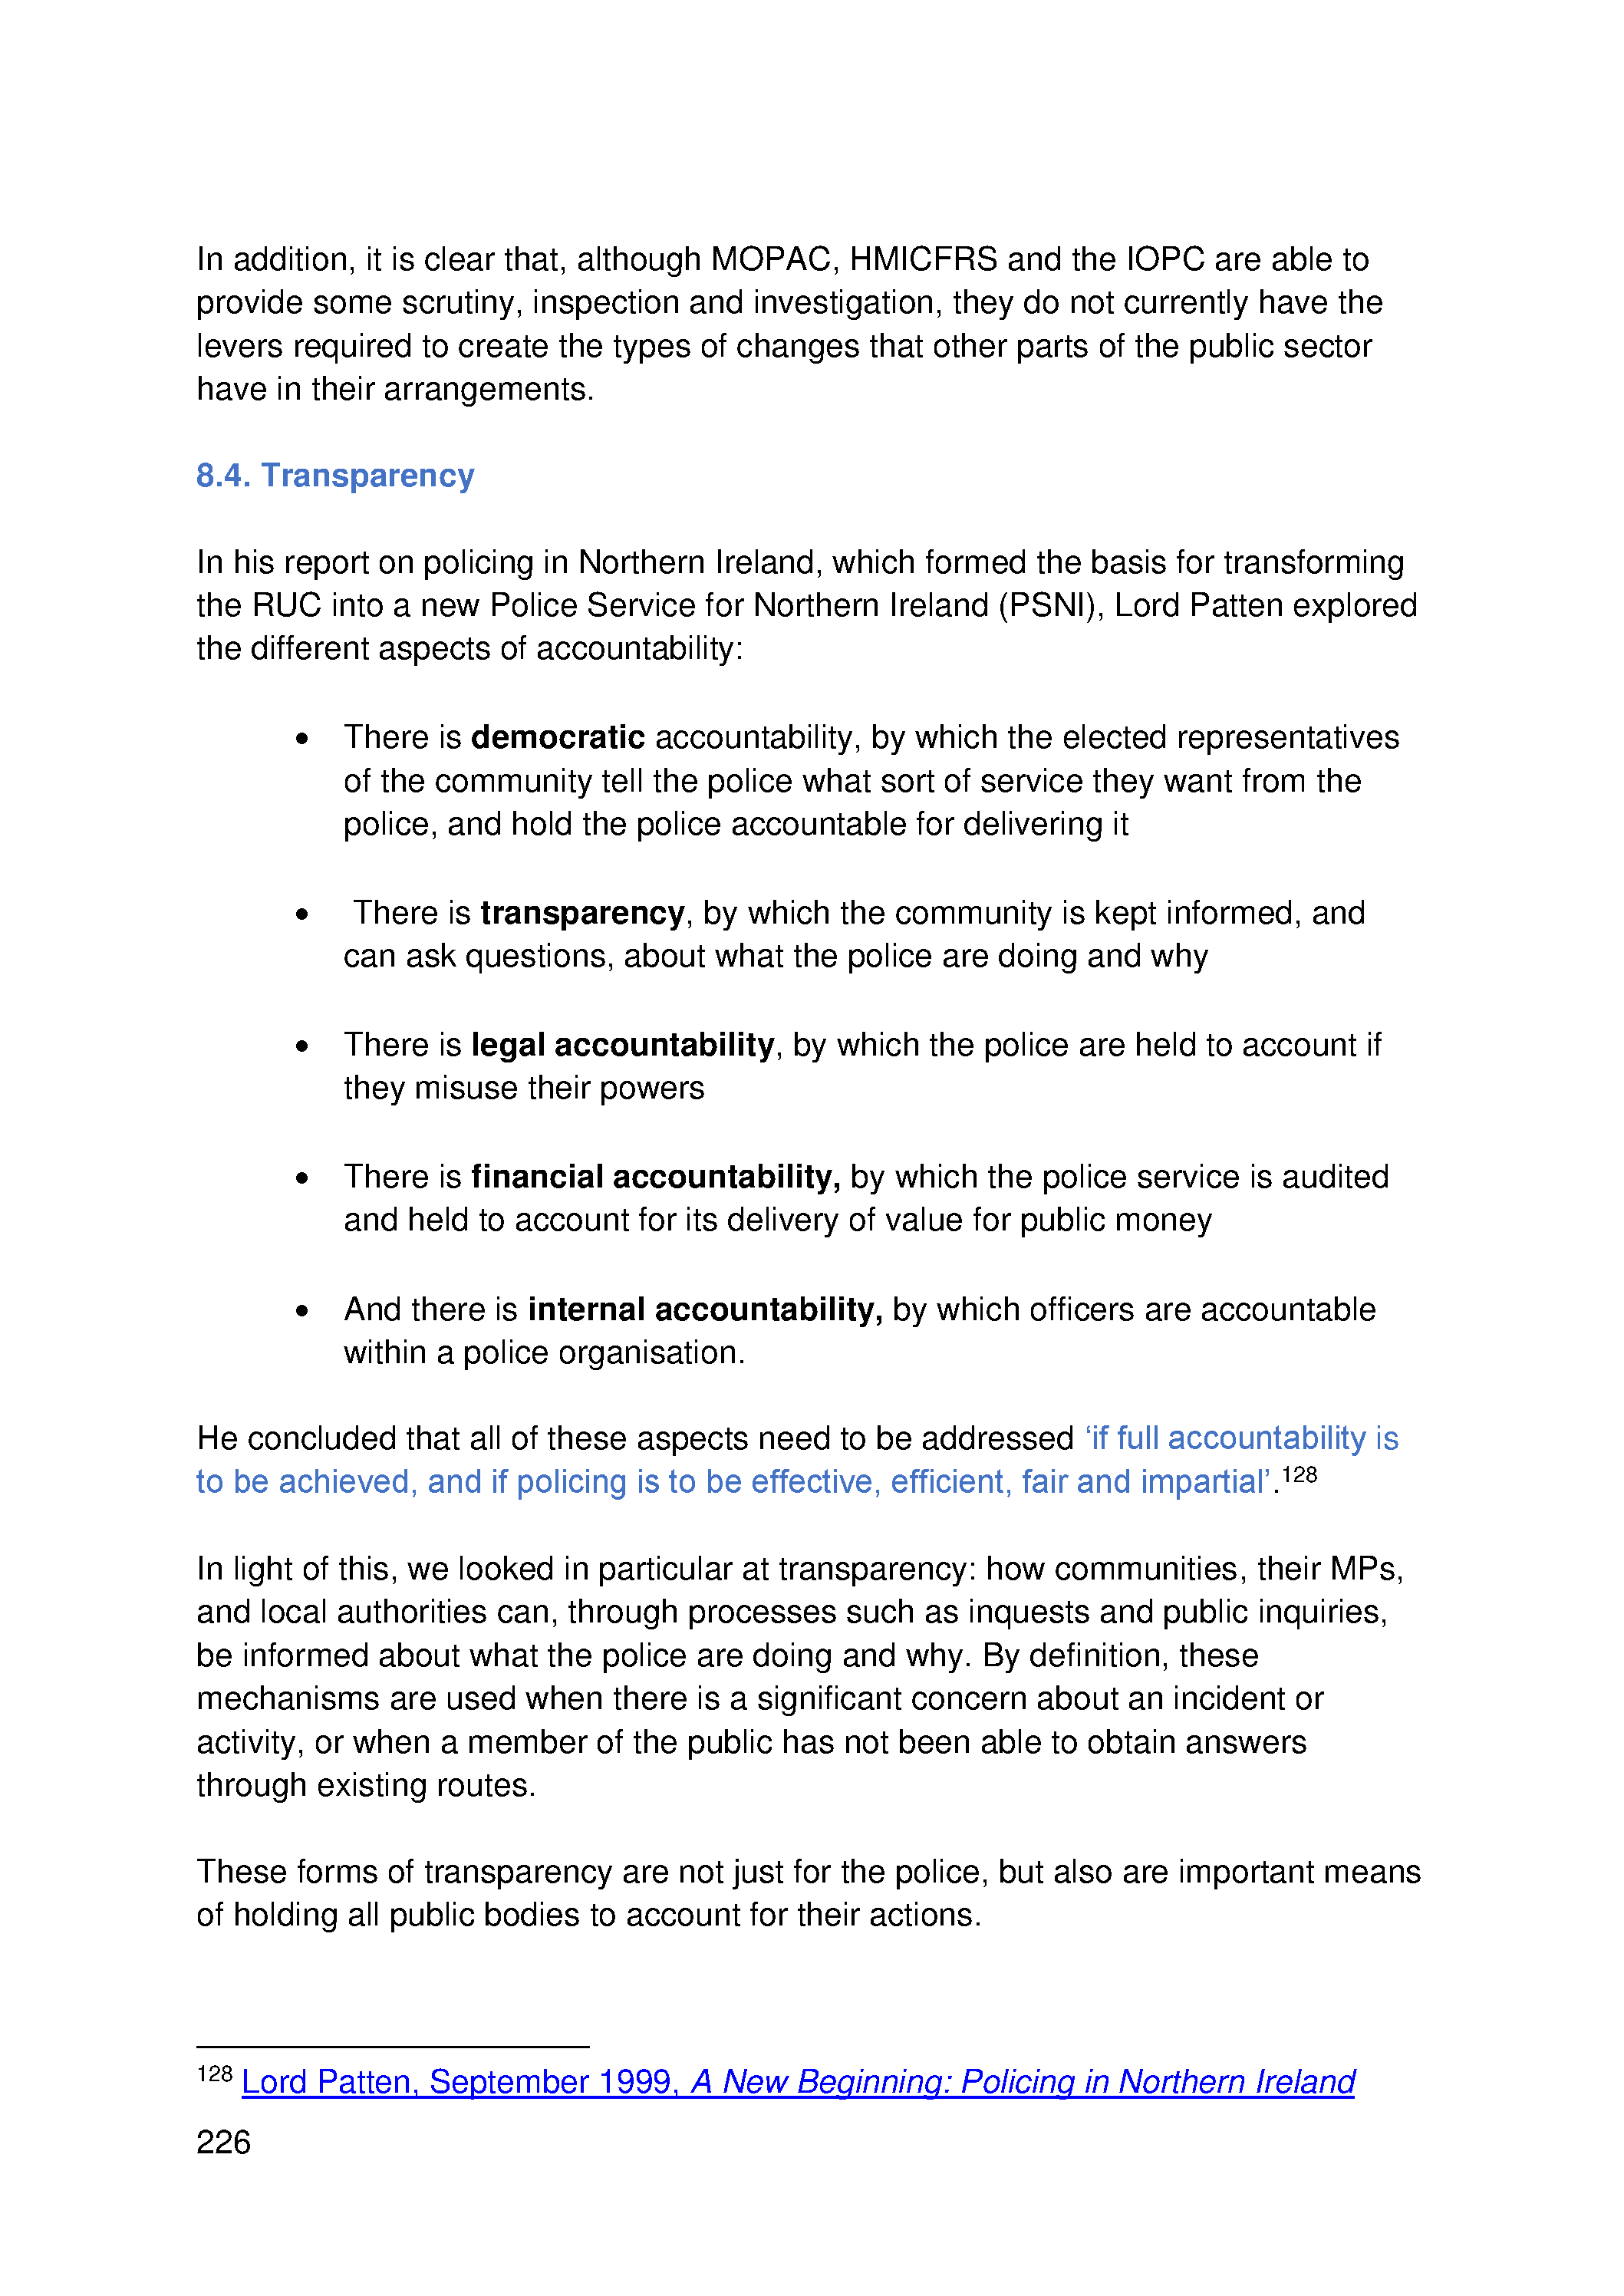 In addition, it is clear that, although MOPAC, HMICFRS and the IOPC are able to
provide some scrutiny, inspection and investigation, they do not currently have the
levers required to create the types of changes that other parts of the public sector
have in their arrangements.
8.4. Transparency
In his report on policing in Northern Ireland, which formed the basis for transforming
the RUC into a new Police Service for Northern Ireland (PSNI), Lord Patten explored
the different aspects of accountability:
• There is democratic accountability, by which the elected representatives
of the community tell the police what sort of service they want from the
police, and hold the police accountable for delivering it
• There is transparency, by which the community is kept informed, and
can ask questions, about what the police are doing and why
• There is legal accountability, by which the police are held to account if
they misuse their powers
• There is financial accountability, by which the police service is audited
and held to account for its delivery of value for public money
• And there is internal accountability, by which officers are accountable
within a police organisation.
He concluded that all of these aspects need to be addressed ‘if full accountability is
to be achieved, and if policing is to be effective, efficient, fair and impartial’.128
In light of this, we looked in particular at transparency: how communities, their MPs,
and local authorities can, through processes such as inquests and public inquiries,
be informed about what the police are doing and why. By definition, these
mechanisms are used when there is a significant concern about an incident or
activity, or when a member of the public has not been able to obtain answers
through existing routes.
These forms of transparency are not just for the police, but also are important means
of holding all public bodies to account for their actions.
128 Lord Patten, September 1999, A New Beginning: Policing in Northern Ireland
226